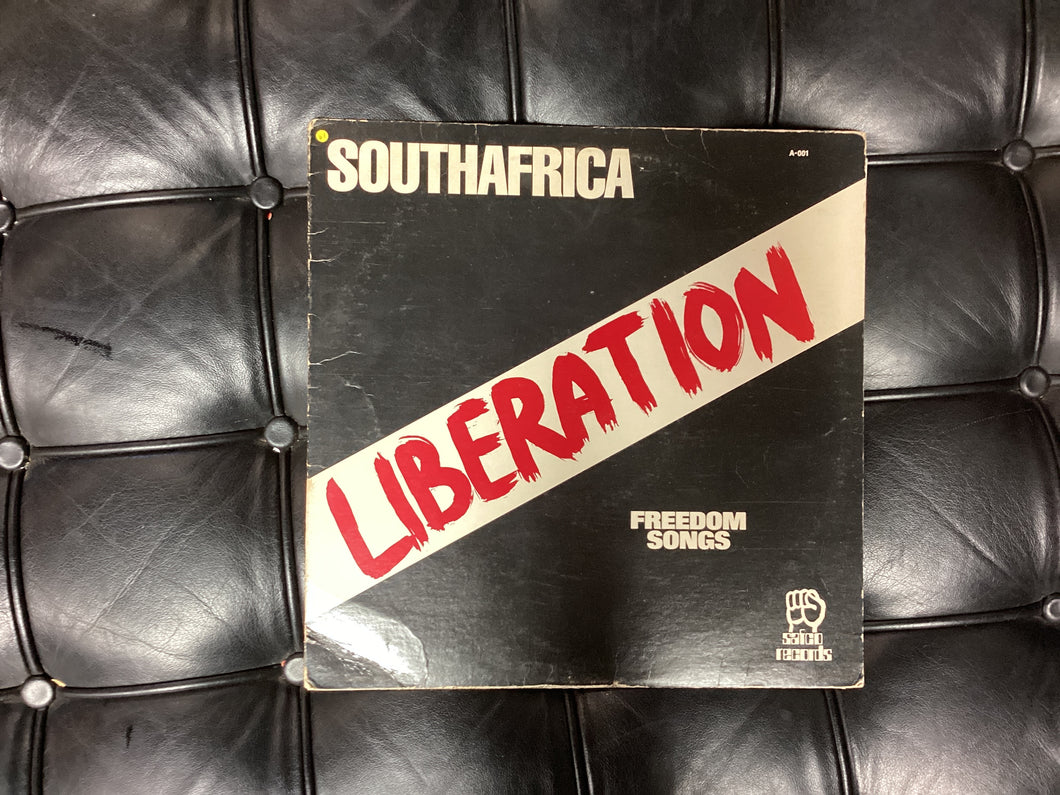 SOUTHAFRICA
A-001
LIBERATION
FREEDOM
SONGS
records